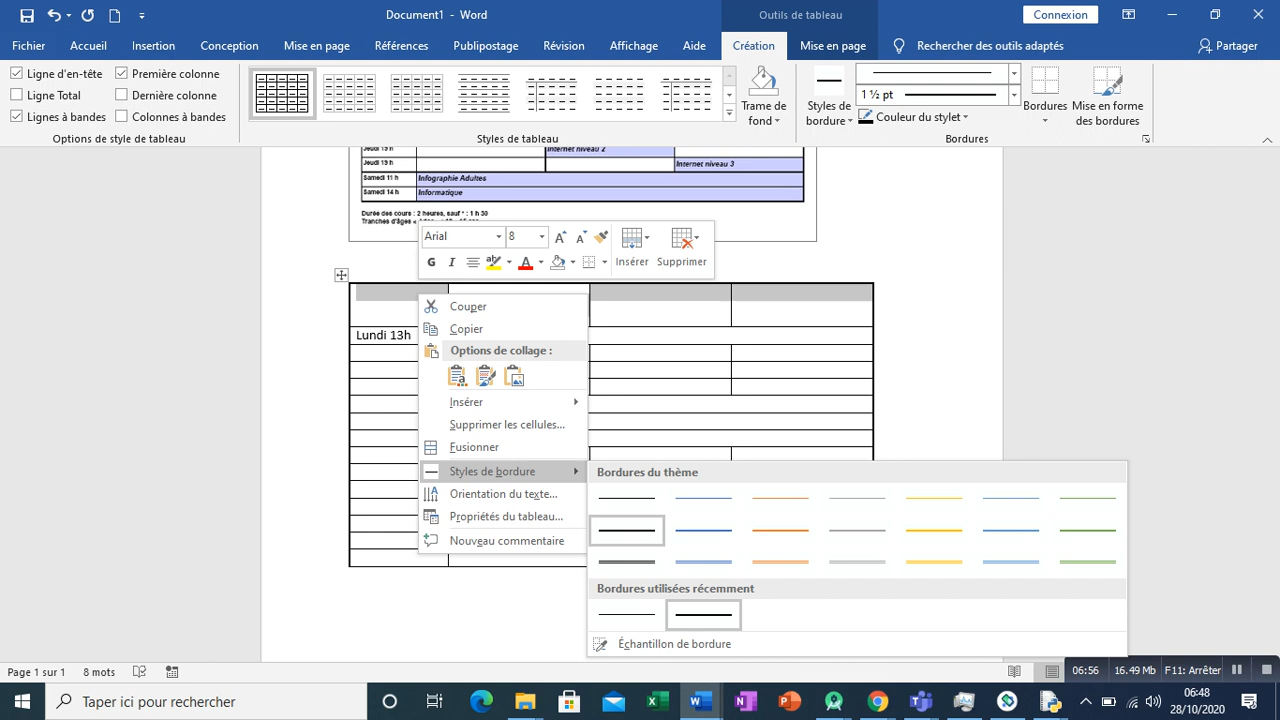 Document1 - Word
Outils de tableau
Connexion
Fichier Accueil Insertion Conception Mise en page Références Publipostage Révision Affichage Aide Création Mise en page Rechercher des outils adaptés Partager
Ligne d'en-tête Première colonne
Ligne Total Dernière colonne
Lignes à bandes Colonnes à bandes
Options de style de tableau
Styles de tableau
Trame de fond
Styles de bordure
1 ½ pt
Couleur du stylet
Bordures
Mise en forme des bordures
Bordures
Jeudi 19 h Internet niveau 3
Samedi 11 h Infographie Adultes
Samedi 14 h Informatique
Durée des cours : 2 heures, sauf * : 1 h 30
Arial 8
G I
Insérer Supprimer
Lundi 13h
Couper
Copier
Options de collage :
Insérer
Supprimer les cellules...
Fusionner
Styles de bordure
Orientation du texte...
Propriétés du tableau...
Nouveau commentaire
Bordures du thème
Bordures utilisées récemment
Échantillon de bordure
Page 1 sur 1 8 mots
06:56 16.49 Mb F11: Arrêter
Taper ici pour rechercher
06:48
28/10/2020